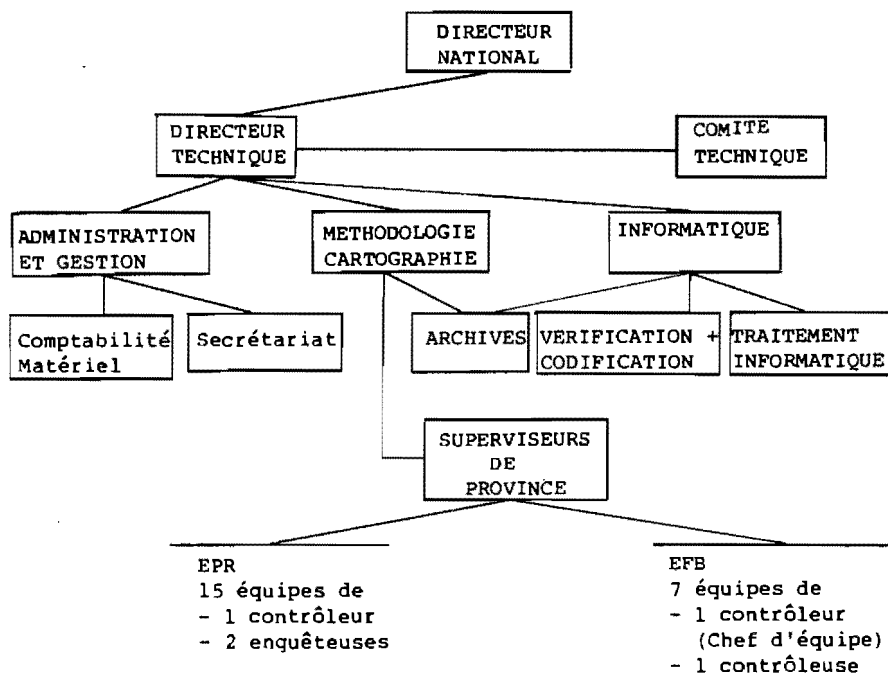 DIRECTEUR
NATIONAL
DIRECTEUR
TECHNIQUE
COMITE
TECHNIQUE
ADMINISTRATION
ET GESTION
METHODOLOGIE
CARTOGRAPHIE
INFORMATIQUE
Comptabilité
Matériel
Secrétariat
ARCHIVES
VERIFICATION +
CODIFICATION
TRAITEMENT
INFORMATIQUE
SUPERVISEURS
DE
PROVINCE
EPR
15 équipes de
- 1 contrôleur
- 2 enquêteuses
EFB
7 équipes de
- 1 contrôleur
(Chef d'équipe)
- 1 contrôleuse